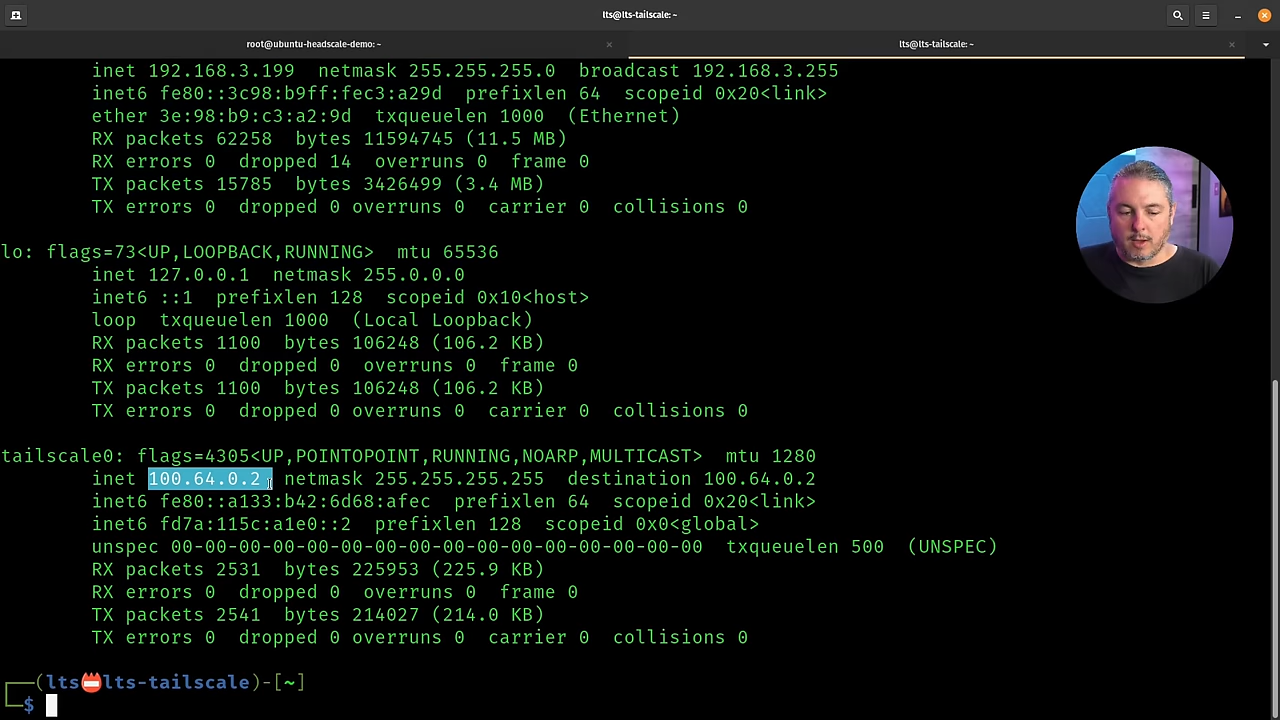 lts@lts-tailscale: ~
root@ubuntu-headscale-demo: ~
lts@lts-tailscale: ~
inet 192.168.3.199  netmask 255.255.255.0  broadcast 192.168.3.255
inet6 fe80::3c98:b9ff:fec3:a29d  prefixlen 64  scopeid 0x20<link>
ether 3e:98:b9:c3:a2:9d  txqueuelen 1000  (Ethernet)
RX packets 62258  bytes 11594745 (11.5 MB)
RX errors 0  dropped 14  overruns 0  frame 0
TX packets 15785  bytes 3426499 (3.4 MB)
TX errors 0  dropped 0 overruns 0  carrier 0  collisions 0
lo: flags=73<UP,LOOPBACK,RUNNING>  mtu 65536
inet 127.0.0.1  netmask 255.0.0.0
inet6 ::1  prefixlen 128  scopeid 0x10<host>
loop  txqueuelen 1000  (Local Loopback)
RX packets 1100  bytes 106248 (106.2 KB)
RX errors 0  dropped 0  overruns 0  frame 0
TX packets 1100  bytes 106248 (106.2 KB)
TX errors 0  dropped 0 overruns 0  carrier 0  collisions 0
tailscale0: flags=4305<UP,POINTOPOINT,RUNNING,NOARP,MULTICAST>  mtu 1280
inet 100.64.0.2  netmask 255.255.255.255  destination 100.64.0.2
inet6 fe80::a133:b42:6d68:afec  prefixlen 64  scopeid 0x20<link>
inet6 fd7a:115c:a1e0::2  prefixlen 128  scopeid 0x0<global>
unspec 00-00-00-00-00-00-00-00-00-00-00-00-00-00-00-00  txqueuelen 500  (UNSPEC)
RX packets 2531  bytes 225953 (225.9 KB)
RX errors 0  dropped 0  overruns 0  frame 0
TX packets 2541  bytes 214027 (214.0 KB)
TX errors 0  dropped 0 overruns 0  carrier 0  collisions 0
┌──(lts📛lts-tailscale)-[~]
└─$